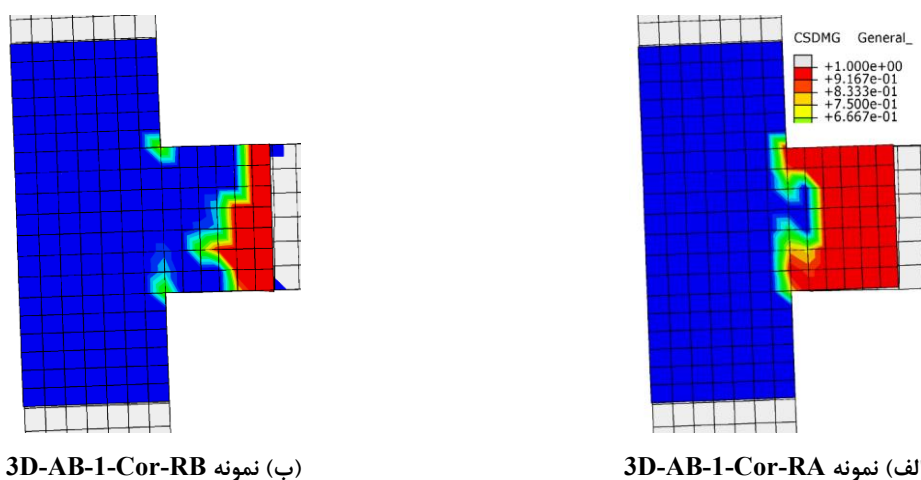 CSDMG General_
+1.000e+00
+9.167e-01
+8.333e-01
+7.500e-01
+6.667e-01
الف) نمونه 3D-AB-1-Cor-RA
(ب) نمونه 3D-AB-1-Cor-RB